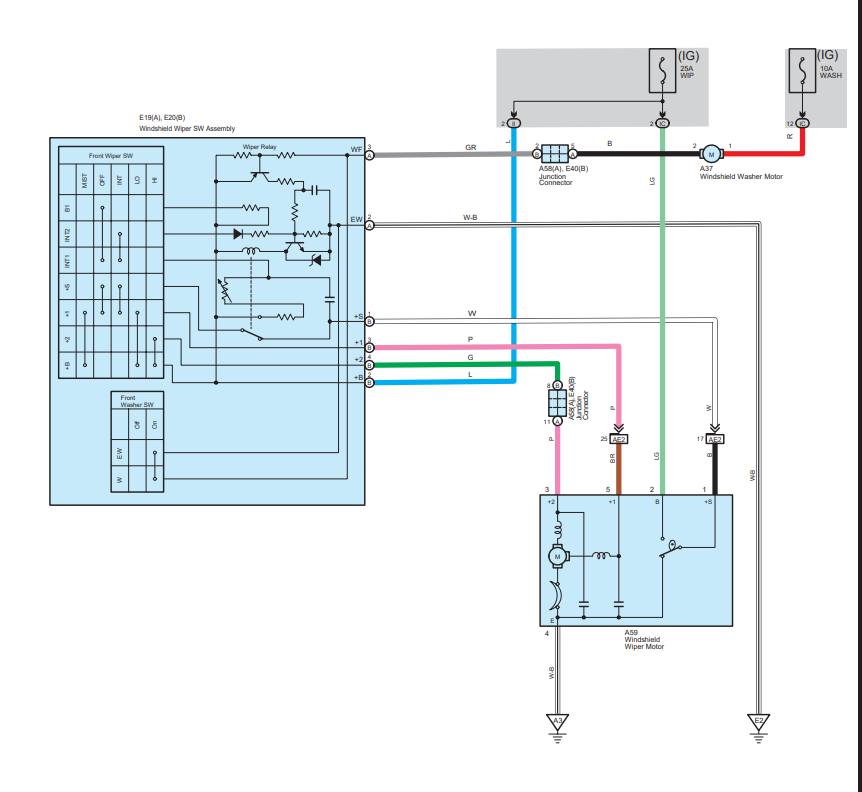 (IG)
25A
WIP
(IG)
10A
WASH
2 II
2 IC
12 IC
E19(A), E20(B)
Windshield Wiper SW Assembly
Front Wiper SW
MIST
OFF
INT
LO
HI
B1
INT2
INT1
+S
+1
+2
+B
Wiper Relay
WF
3
A
EW
2
A
+S
1
B
+1
3
B
+2
4
B
+B
2
B
Front
Washer SW
Off
On
EW
W
GR
L
2
B
5
A
A58(A), E40(B)
Junction
Connector
B
2
M
1
A37
Windshield Washer Motor
R
LG
W-B
W
P
G
L
8 B
A58(A), E40(B)
Junction
Connector
11 A
P
P
25 AE2
BR
LG
W
17 AE2
B
W-B
3
5
2
1
+2
+1
B
+S
M
E
4
A59
Windshield
Wiper Motor
W-B
A3
E2